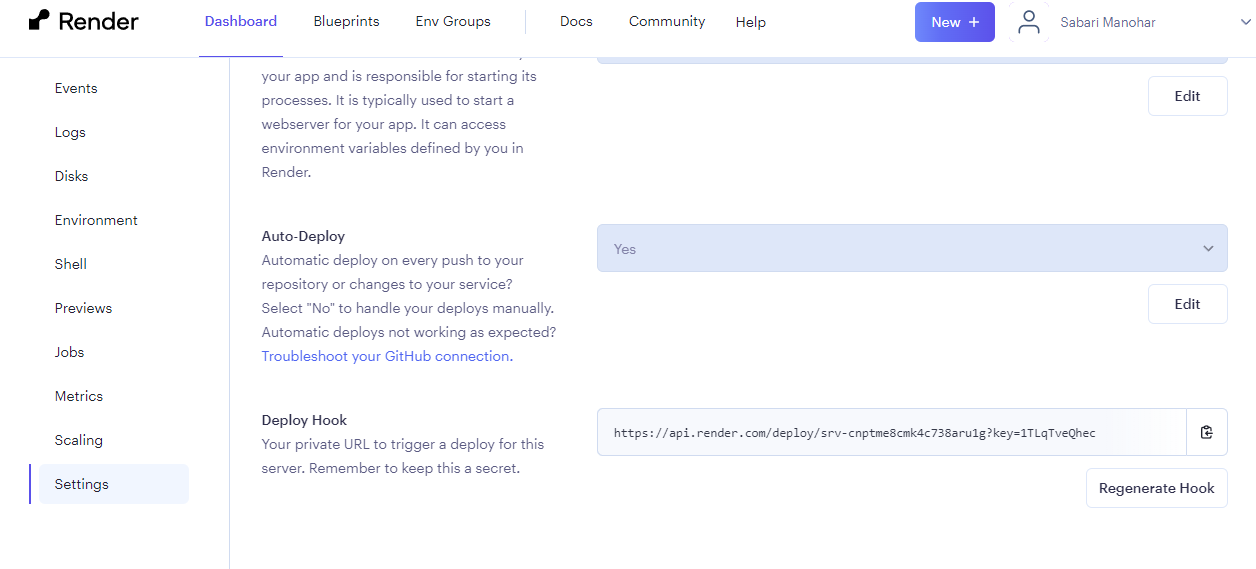 Render
Dashboard
Blueprints
Env Groups
Docs
Community
Help
New +
Sabari Manohar
Events
Logs
Disks
Environment
Shell
Previews
Jobs
Metrics
Scaling
Settings
your app and is responsible for starting its
processes. It is typically used to start a
webserver for your app. It can access
environment variables defined by you in
Render.
Edit
Auto-Deploy
Automatic deploy on every push to your
repository or changes to your service?
Select "No" to handle your deploys manually.
Automatic deploys not working as expected?
Troubleshoot your GitHub connection.
Yes
Edit
Deploy Hook
Your private URL to trigger a deploy for this
server. Remember to keep this a secret.
https://api.render.com/deploy/srv-cnptme8cmk4c738aru1g?key=1TLqTveQhec
Regenerate Hook